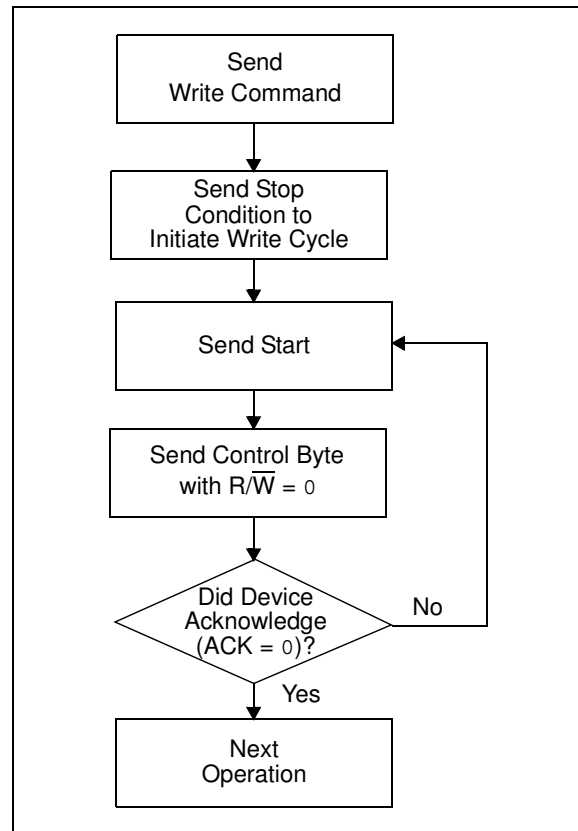 Send
Write Command
Send Stop
Condition to
Initiate Write Cycle
Send Start
Send Control Byte
with R/W̅ = 0
Did Device
Acknowledge
(ACK = 0)?
No
Yes
Next
Operation